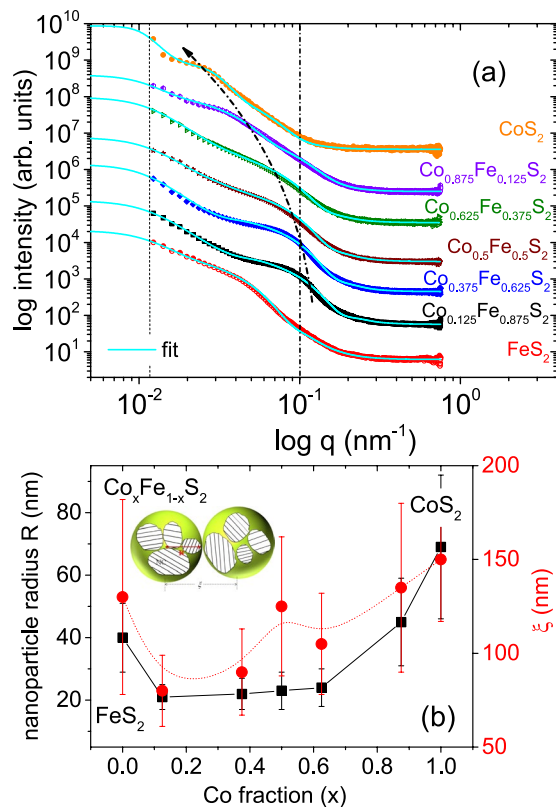 (a)
log intensity (arb. units)
10^10
10^9
10^8
10^7
10^6
10^5
10^4
10^3
10^2
10^1
CoS2
Co0.875Fe0.125S2
Co0.625Fe0.375S2
Co0.5Fe0.5S2
Co0.375Fe0.625S2
Co0.125Fe0.875S2
FeS2
fit
10^-2 10^-1 10^0
log q (nm^-1)
CoxFe1-xS2
CoS2
nanoparticle radius R (nm)
80
60
40
20
ξ
FeS2
(b)
200
150
100
50
ξ (nm)
0.0 0.2 0.4 0.6 0.8 1.0
Co fraction (x)